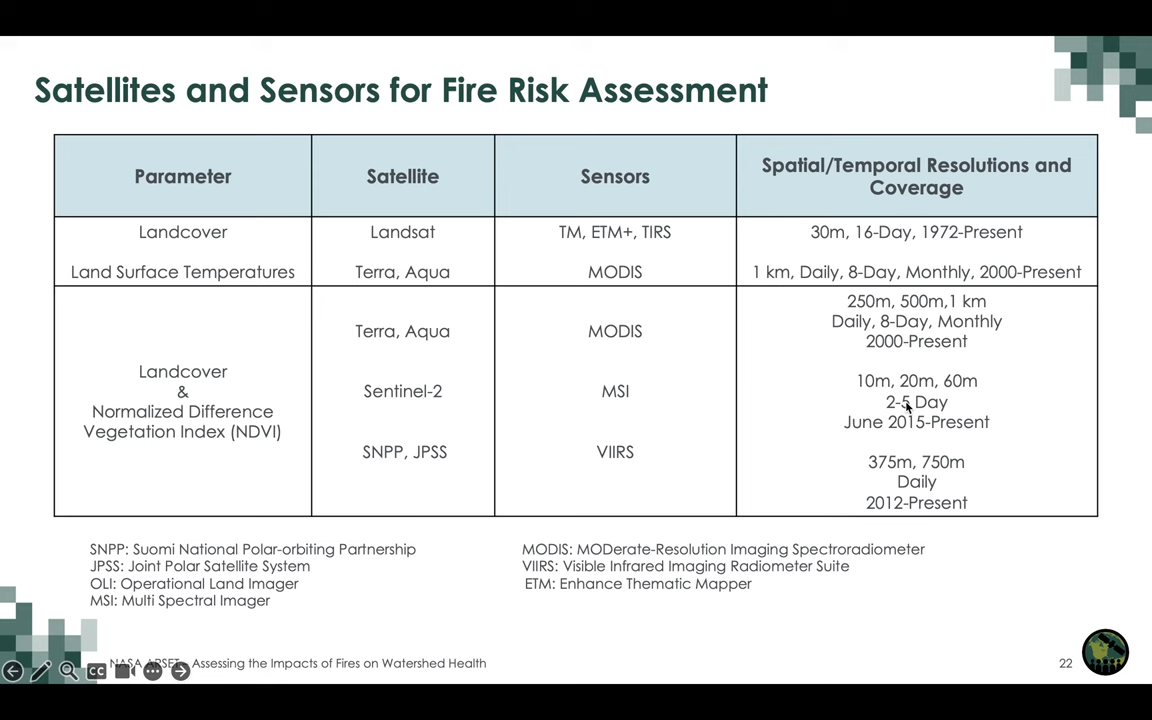 Satellites and Sensors for Fire Risk Assessment
Parameter
Satellite
Sensors
Spatial/Temporal Resolutions and
Coverage
Landcover
Landsat
TM, ETM+, TIRS
30m, 16-Day, 1972-Present
Land Surface Temperatures
Terra, Aqua
MODIS
1 km, Daily, 8-Day, Monthly, 2000-Present
Landcover
&
Normalized Difference
Vegetation Index (NDVI)
Terra, Aqua
MODIS
250m, 500m,1 km
Daily, 8-Day, Monthly
2000-Present
Sentinel-2
MSI
10m, 20m, 60m
2-5 Day
June 2015-Present
SNPP, JPSS
VIIRS
375m, 750m
Daily
2012-Present
SNPP: Suomi National Polar-orbiting Partnership
JPSS: Joint Polar Satellite System
OLI: Operational Land Imager
MSI: Multi Spectral Imager
MODIS: MODerate-Resolution Imaging Spectroradiometer
VIIRS: Visible Infrared Imaging Radiometer Suite
ETM: Enhance Thematic Mapper
CC
NASA ARSET – Assessing the Impacts of Fires on Watershed Health
22